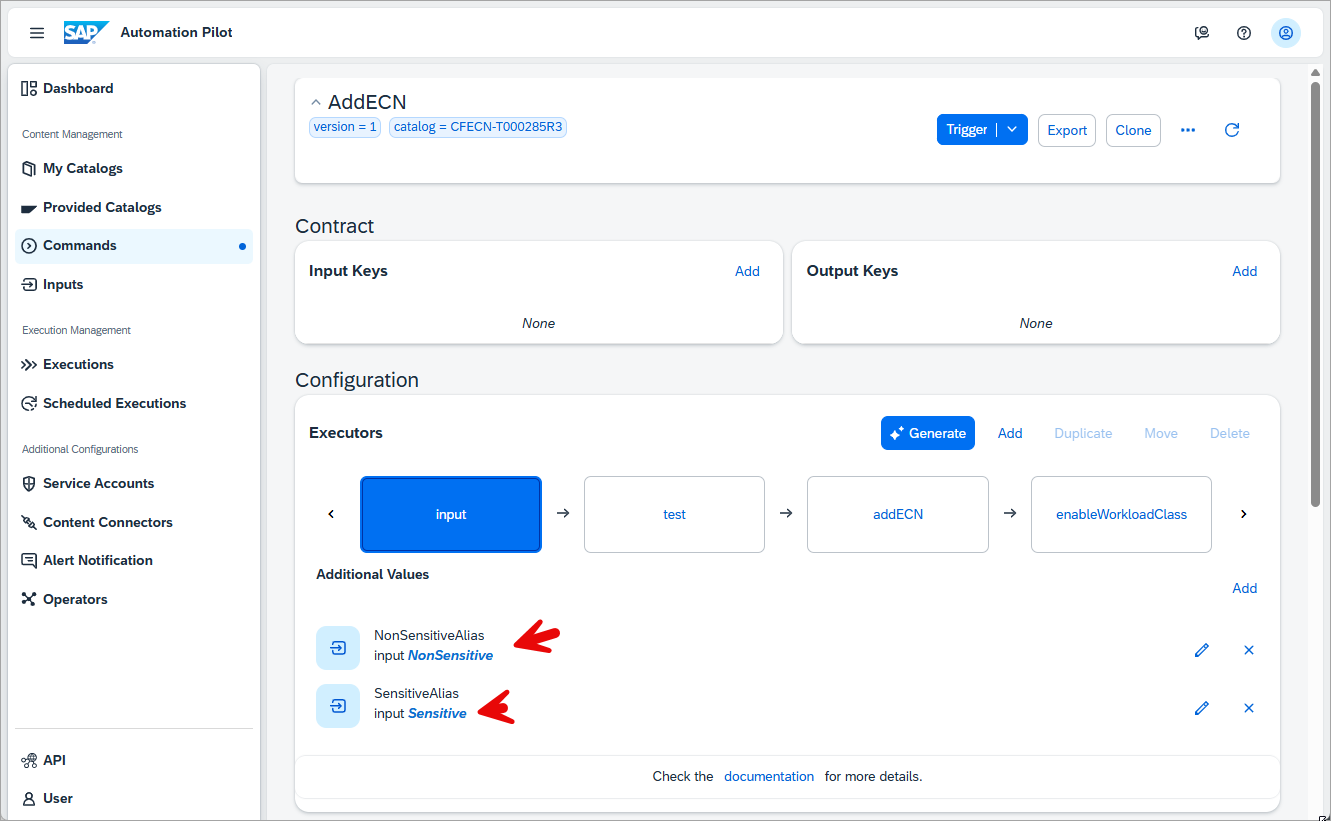 SAP Automation Pilot
Dashboard
Content Management
My Catalogs
Provided Catalogs
Commands
Inputs
Execution Management
Executions
Scheduled Executions
Additional Configurations
Service Accounts
Content Connectors
Alert Notification
Operators
API
User
AddECN
version = 1 catalog = CFECN-T000285R3
Trigger Export Clone
Contract
Input Keys Add
None
Output Keys Add
None
Configuration
Executors Generate Add Duplicate Move Delete
input test addECN enableWorkloadClass
Additional Values
Add
NonSensitiveAlias
input NonSensitive
SensitiveAlias
input Sensitive
Check the documentation for more details.